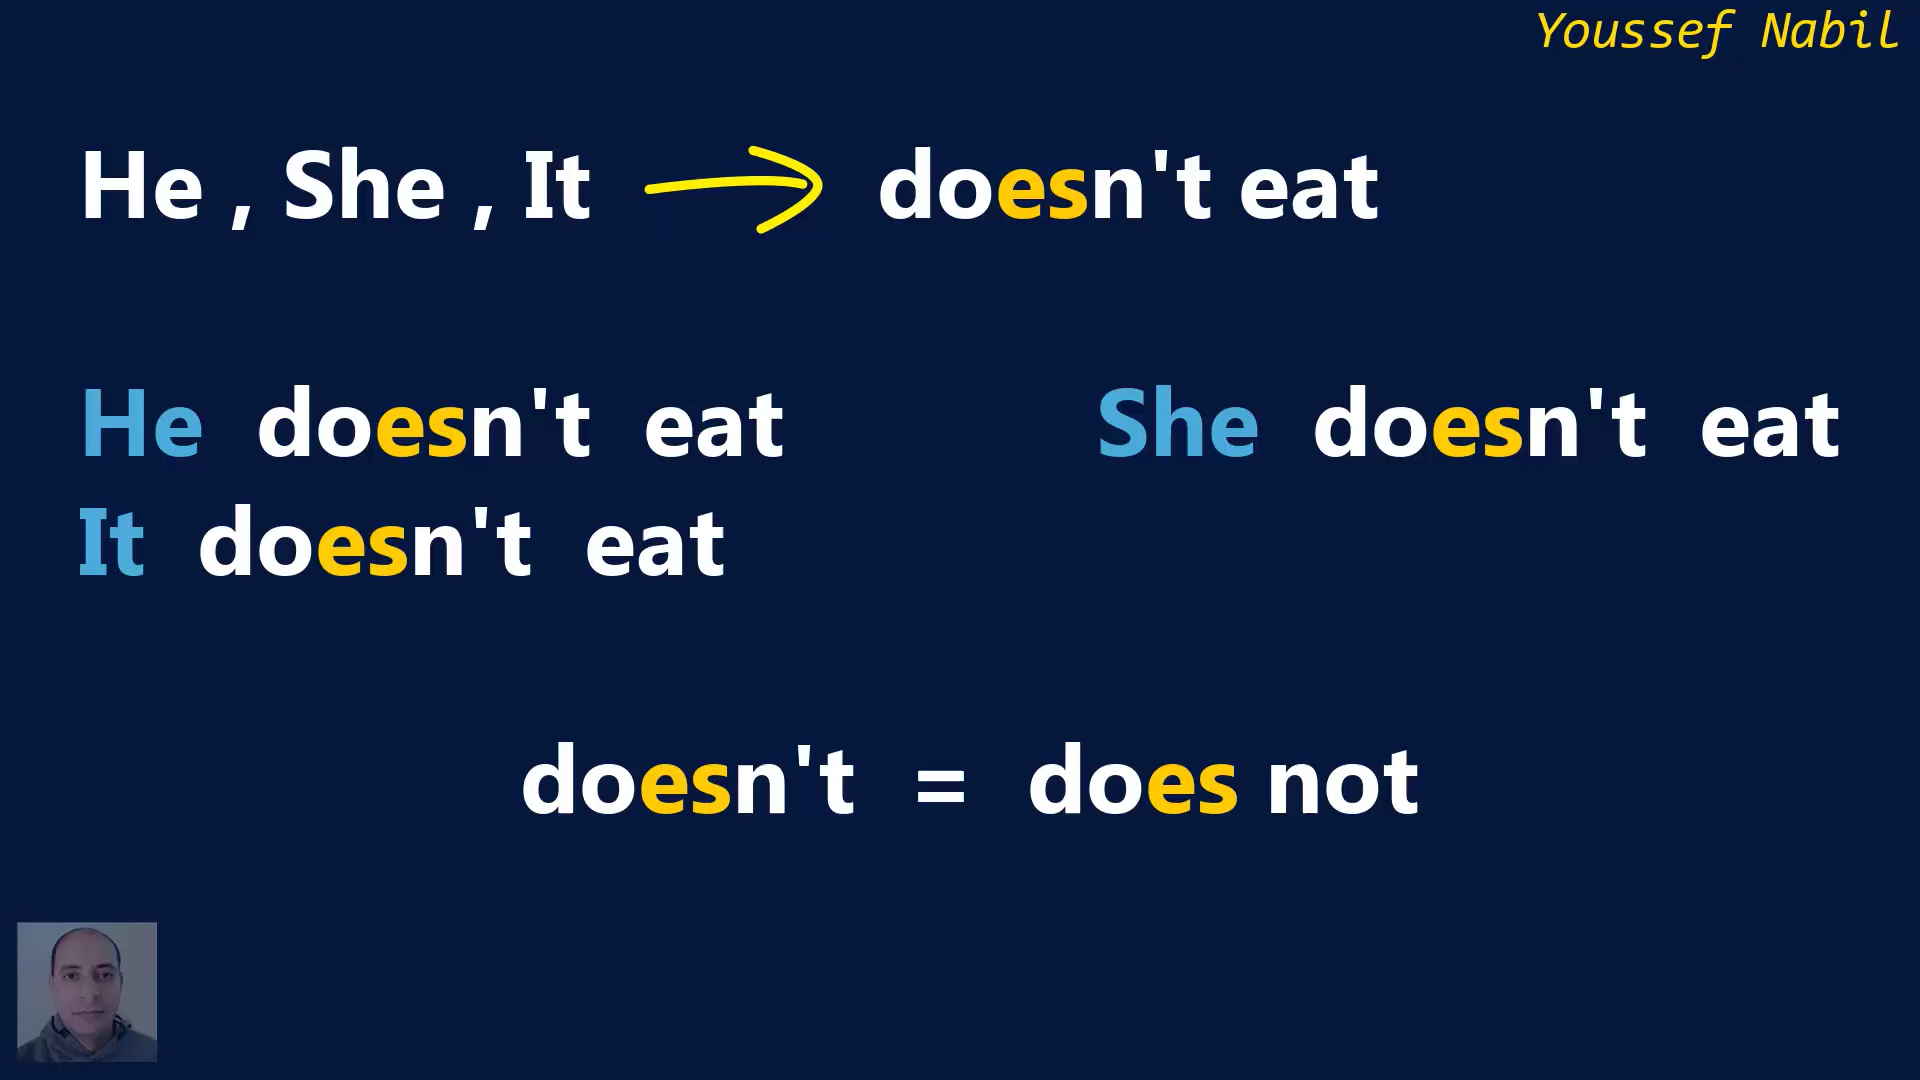 Youssef Nabil
He , She , It doesn't eat
He doesn't eat She doesn't eat
It doesn't eat
doesn't = does not